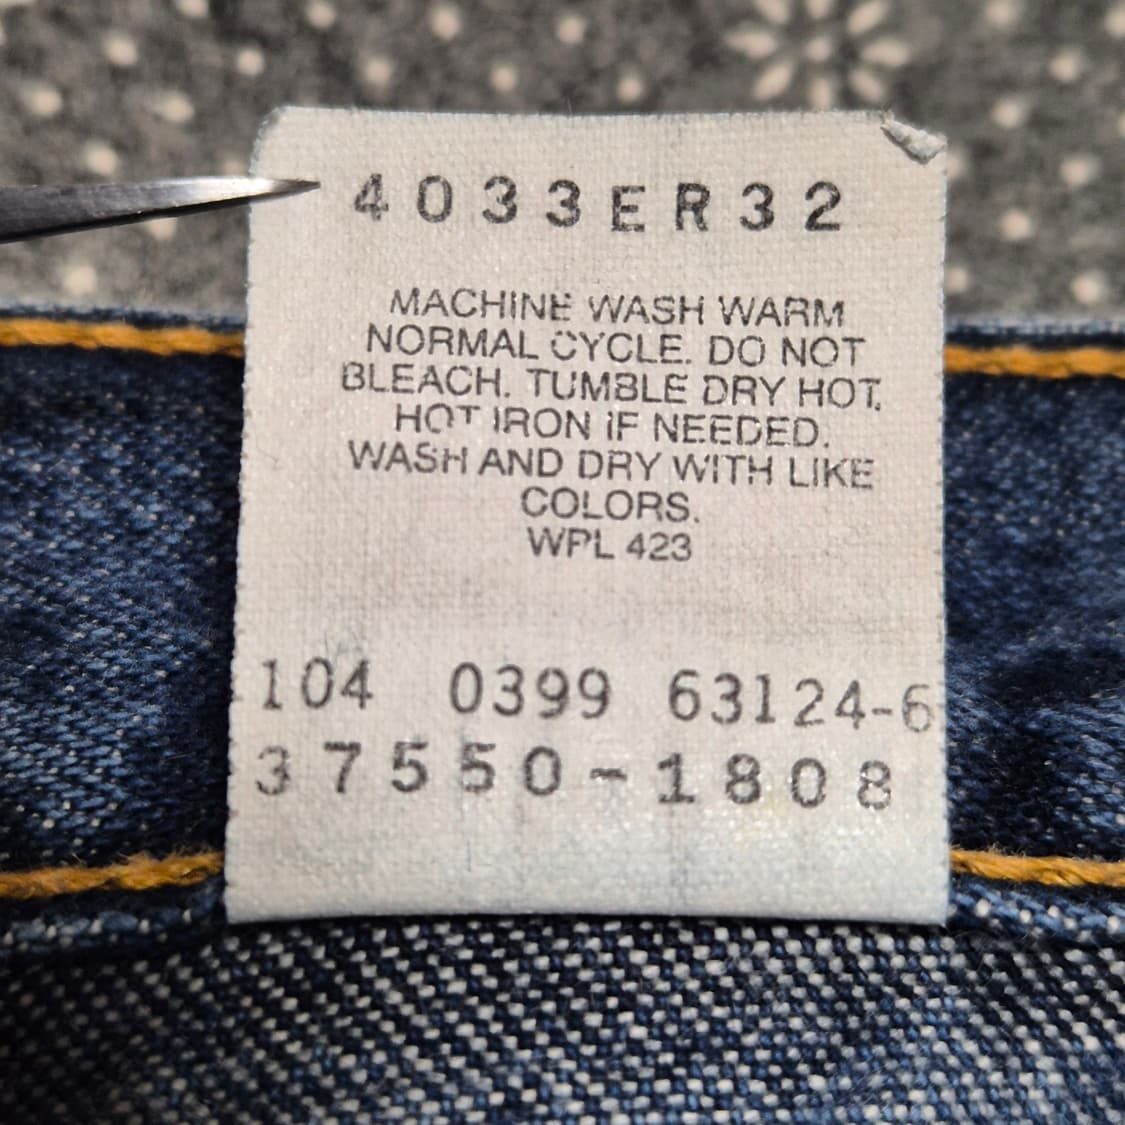 4033ER32
MACHINE WASH WARM
NORMAL CYCLE. DO NOT
BLEACH. TUMBLE DRY HOT.
HOT IRON IF NEEDED.
WASH AND DRY WITH LIKE
COLORS.
WPL 423
104 0399 63124-6
37550-1808